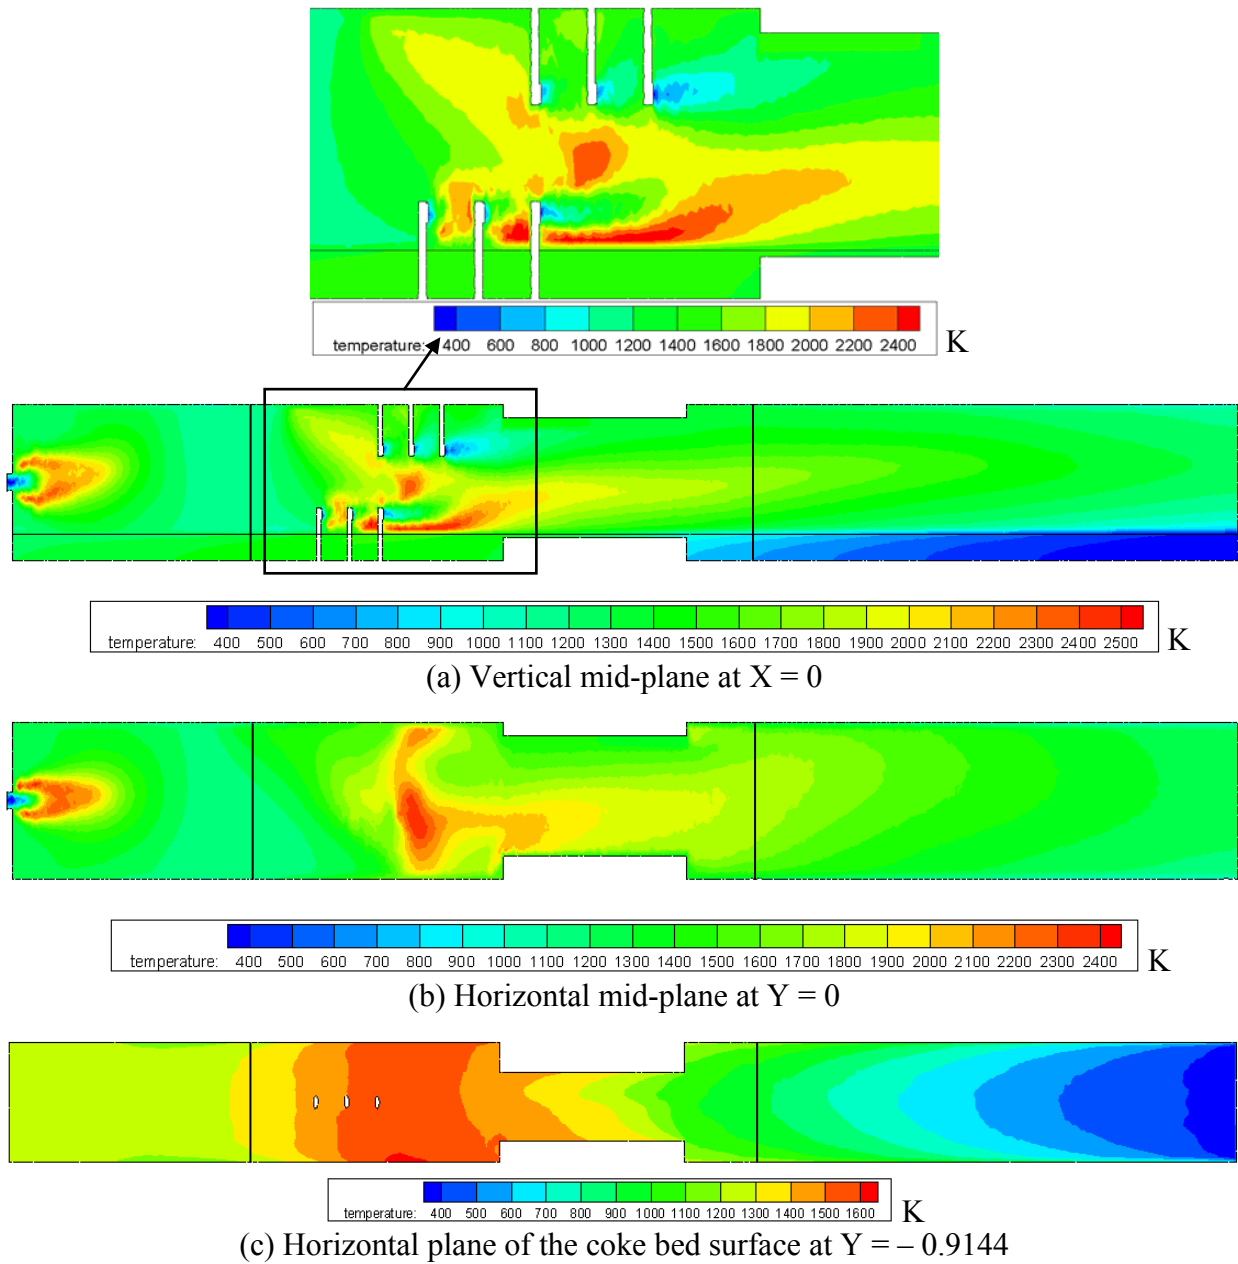 temperature: 400 600 800 1000 1200 1400 1600 1800 2000 2200 2400 K
temperature: 400 500 600 700 800 900 1000 1100 1200 1300 1400 1500 1600 1700 1800 1900 2000 2100 2200 2300 2400 2500 K
(a) Vertical mid-plane at X = 0
temperature: 400 500 600 700 800 900 1000 1100 1200 1300 1400 1500 1600 1700 1800 1900 2000 2100 2200 2300 2400 K
(b) Horizontal mid-plane at Y = 0
temperature: 400 500 600 700 800 900 1000 1100 1200 1300 1400 1500 1600 K
(c) Horizontal plane of the coke bed surface at Y = – 0.9144